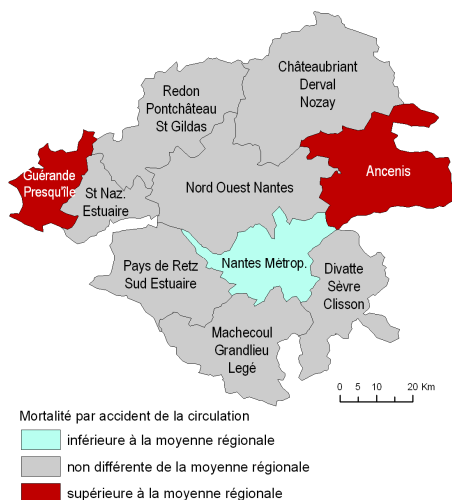 Châteaubriant
Derval
Nozay
Redon
Pontchâteau
St Gildas
Guérande
Presqu'île
St Naz.
Estuaire
Nord Ouest Nantes
Ancenis
Pays de Retz
Sud Estuaire
Nantes Métrop.
Divatte
Sèvre
Clisson
Machecoul
Grandlieu
Legé
0 5 10 20 Km
Mortalité par accident de la circulation
inférieure à la moyenne régionale
non différente de la moyenne régionale
supérieure à la moyenne régionale